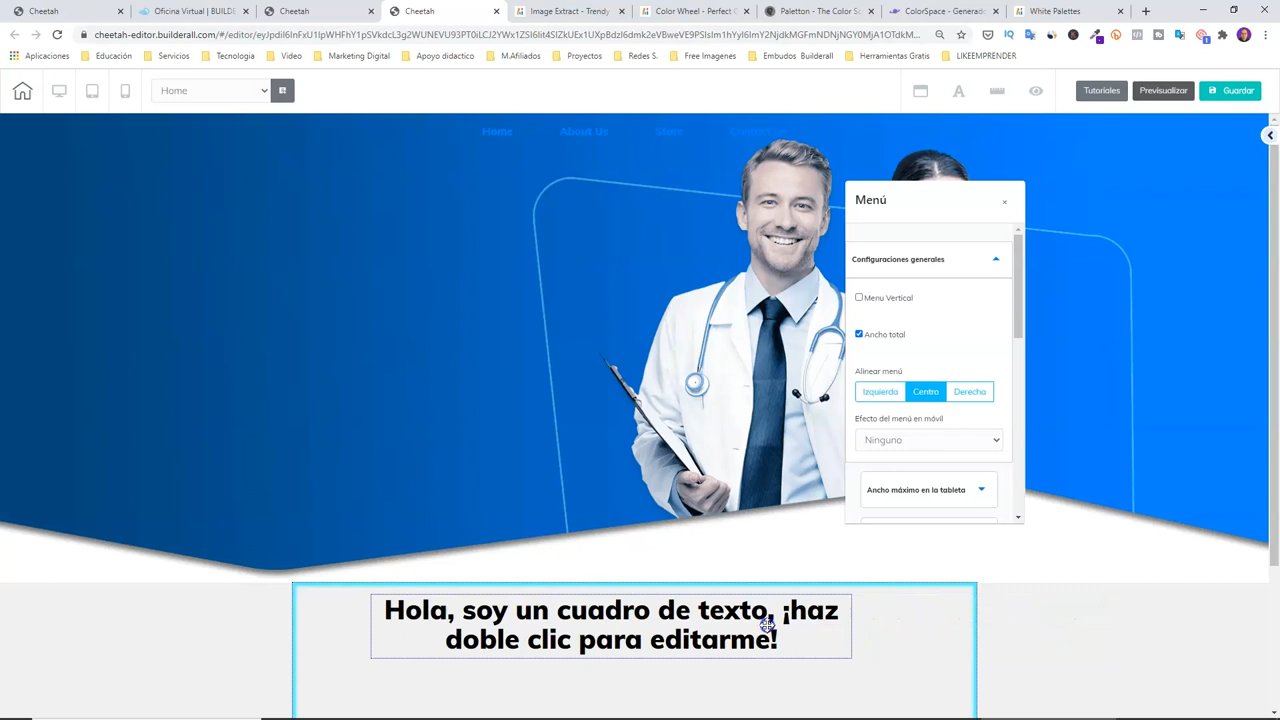 Cheetah
Oficina Virtual | BUILDE
Cheetah
Cheetah
Image Extract - Trendy
Color Wheel - Perfect C
Paletton - The Color Sc
ColorSpace - Generado
White Palettes
Aplicaciones
Educación
Servicios
Tecnologia
Video
Marketing Digital
Apoyo didactico
M.Afiliados
Proyectos
Redes S.
Free Imagenes
Embudos Builderall
Herramientas Gratis
LIKEEMPRENDER
Home
A
Tutoriales
Previsualizar
Guardar
Home
About Us
Store
Menú
×
Configuraciones generales
Menu Vertical
Ancho total
Alinear menú
Izquierda
Centro
Derecha
Efecto del menú en móvil
Ninguno
Ancho máximo en la tableta
Hola, soy un cuadro de texto, ¡haz
doble clic para editarme!